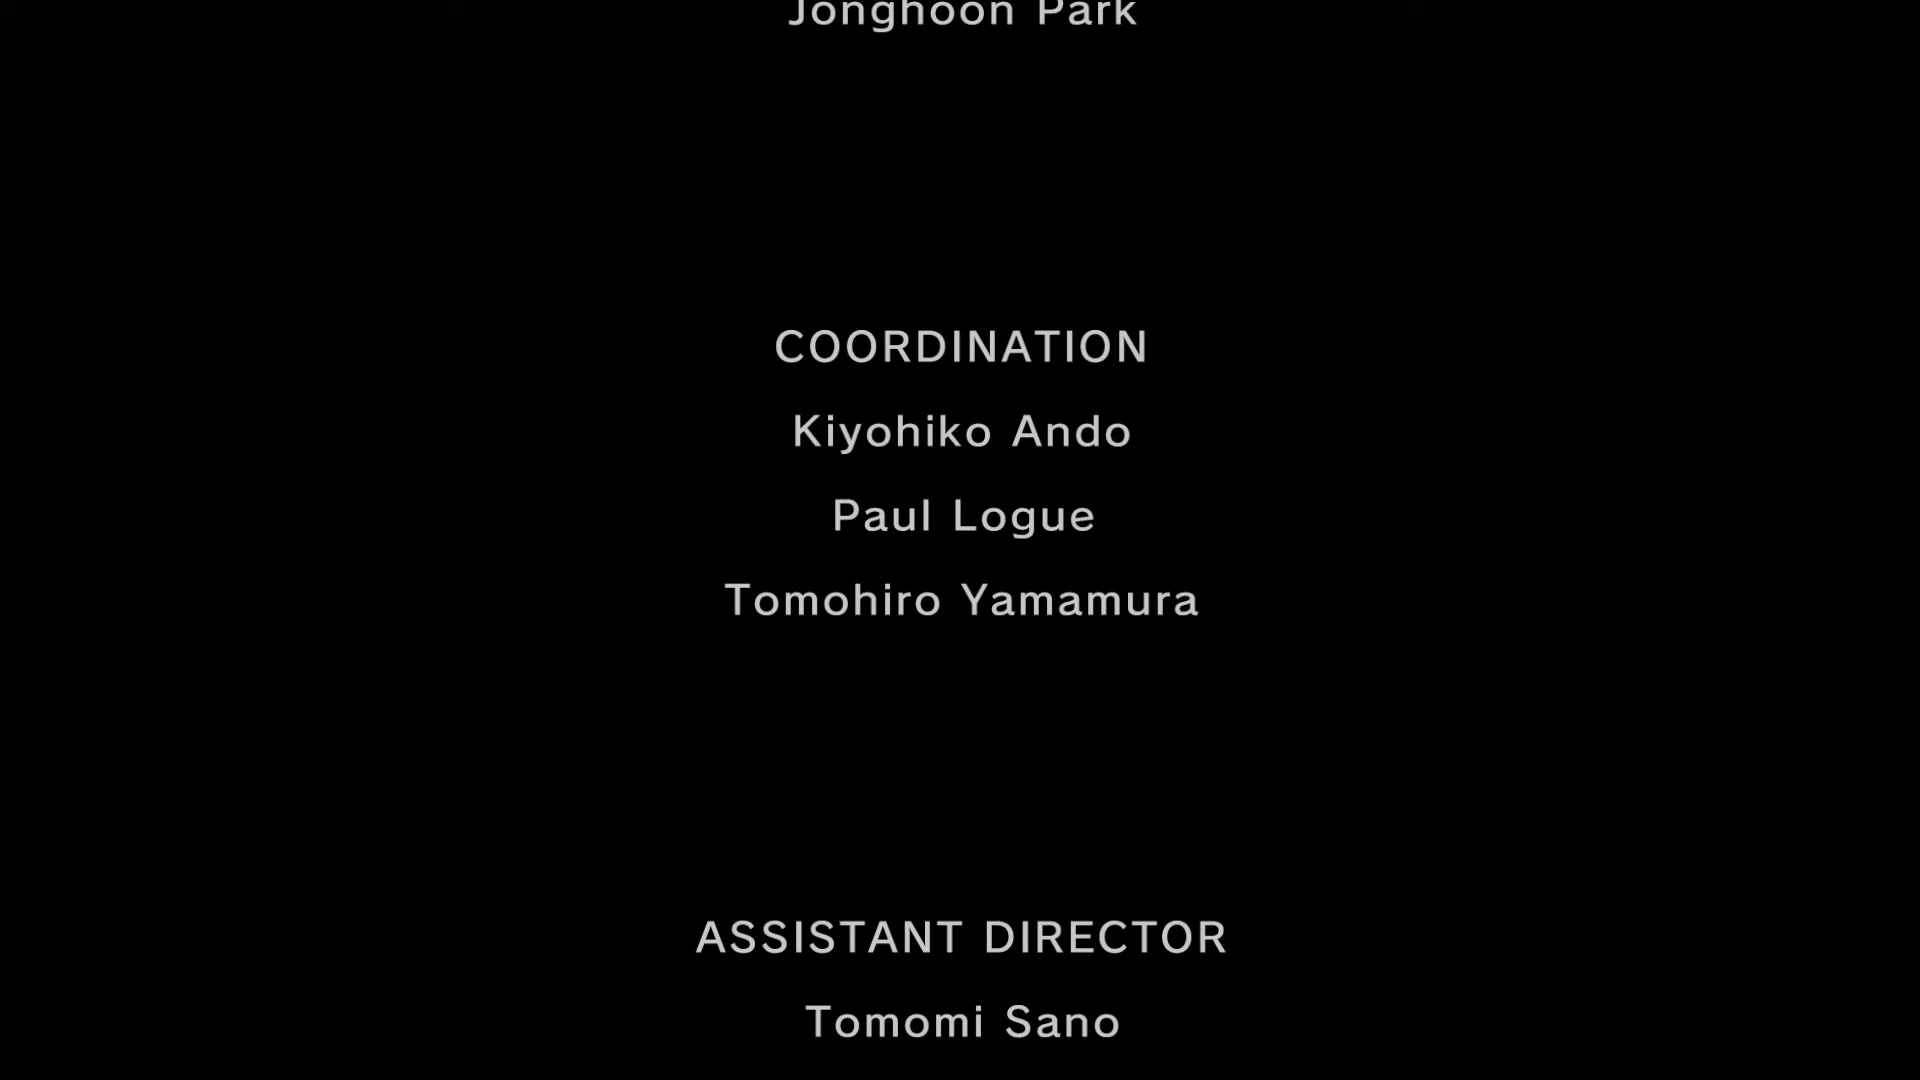 Jonghoon Park
COORDINATION
Kiyohiko Ando
Paul Logue
Tomohiro Yamamura
ASSISTANT DIRECTOR
Tomomi Sano